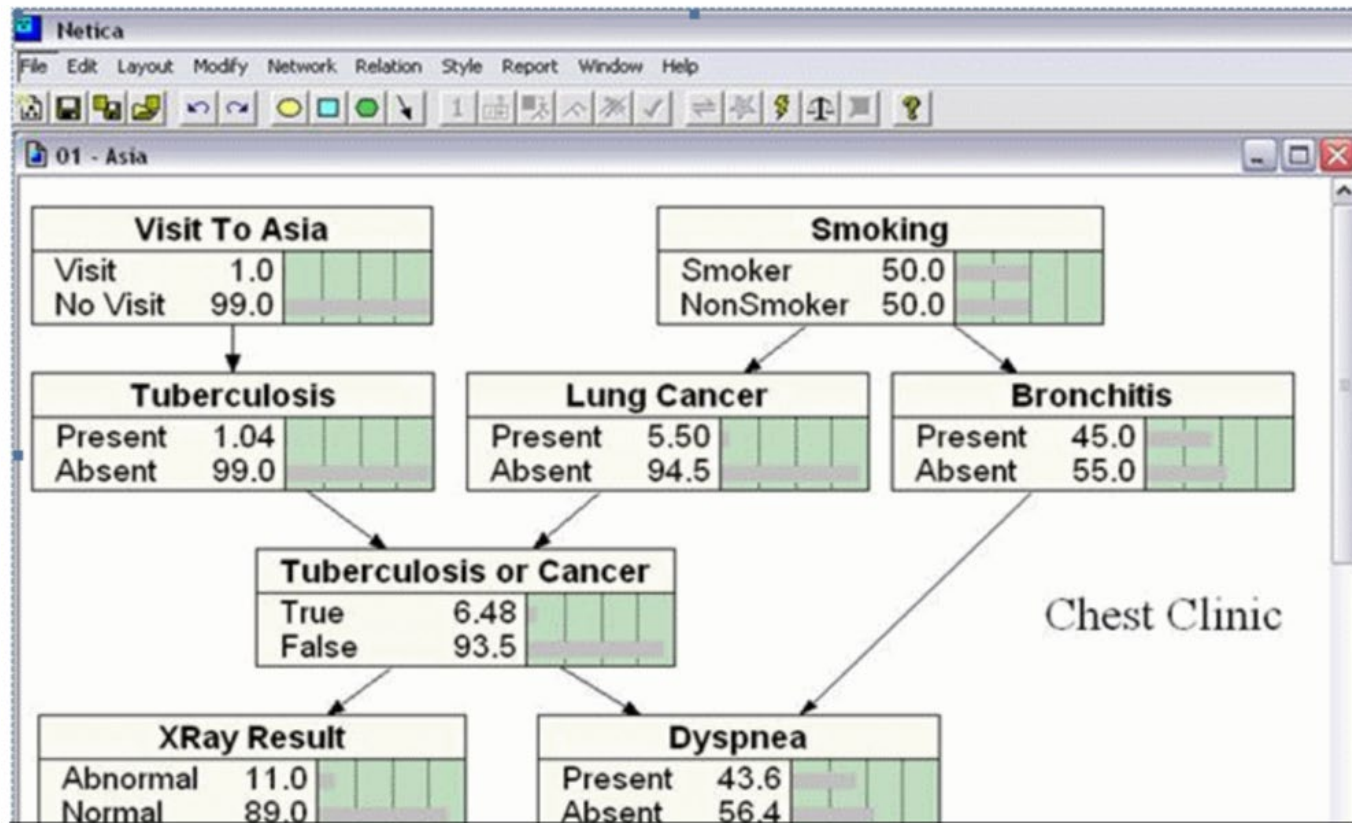 Netica
File Edit Layout Modify Network Relation Style Report Window Help
01 - Asia
Visit To Asia
Visit 1.0
No Visit 99.0
Smoking
Smoker 50.0
NonSmoker 50.0
Tuberculosis
Present 1.04
Absent 99.0
Lung Cancer
Present 5.50
Absent 94.5
Bronchitis
Present 45.0
Absent 55.0
Tuberculosis or Cancer
True 6.48
False 93.5
Chest Clinic
XRay Result
Abnormal 11.0
Normal 89.0
Dyspnea
Present 43.6
Absent 56.4